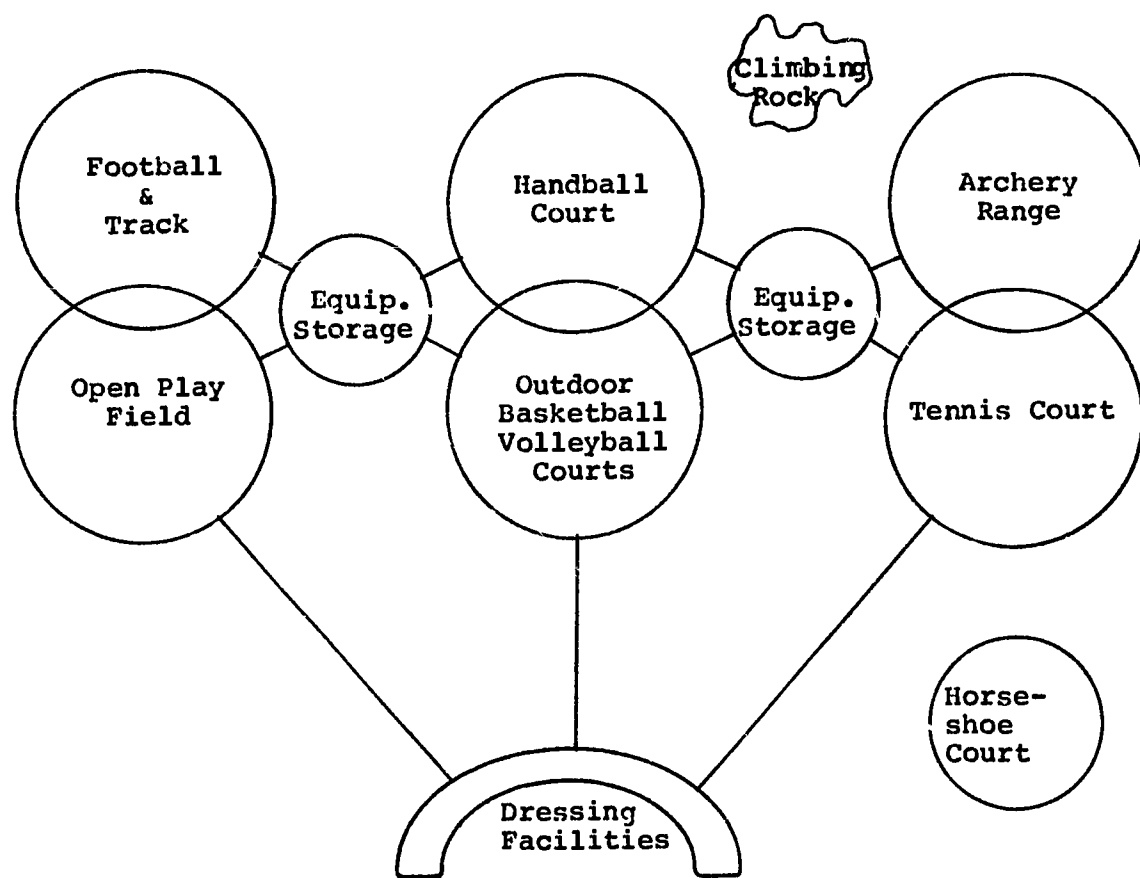 Climbing
Rock
Football
&
Track
Handball
Court
Archery
Range
Equip.
Storage
Equip.
Storage
Open Play
Field
Outdoor
Basketball
Volleyball
Courts
Tennis Court
Horse-
shoe
Court
Dressing
Facilities